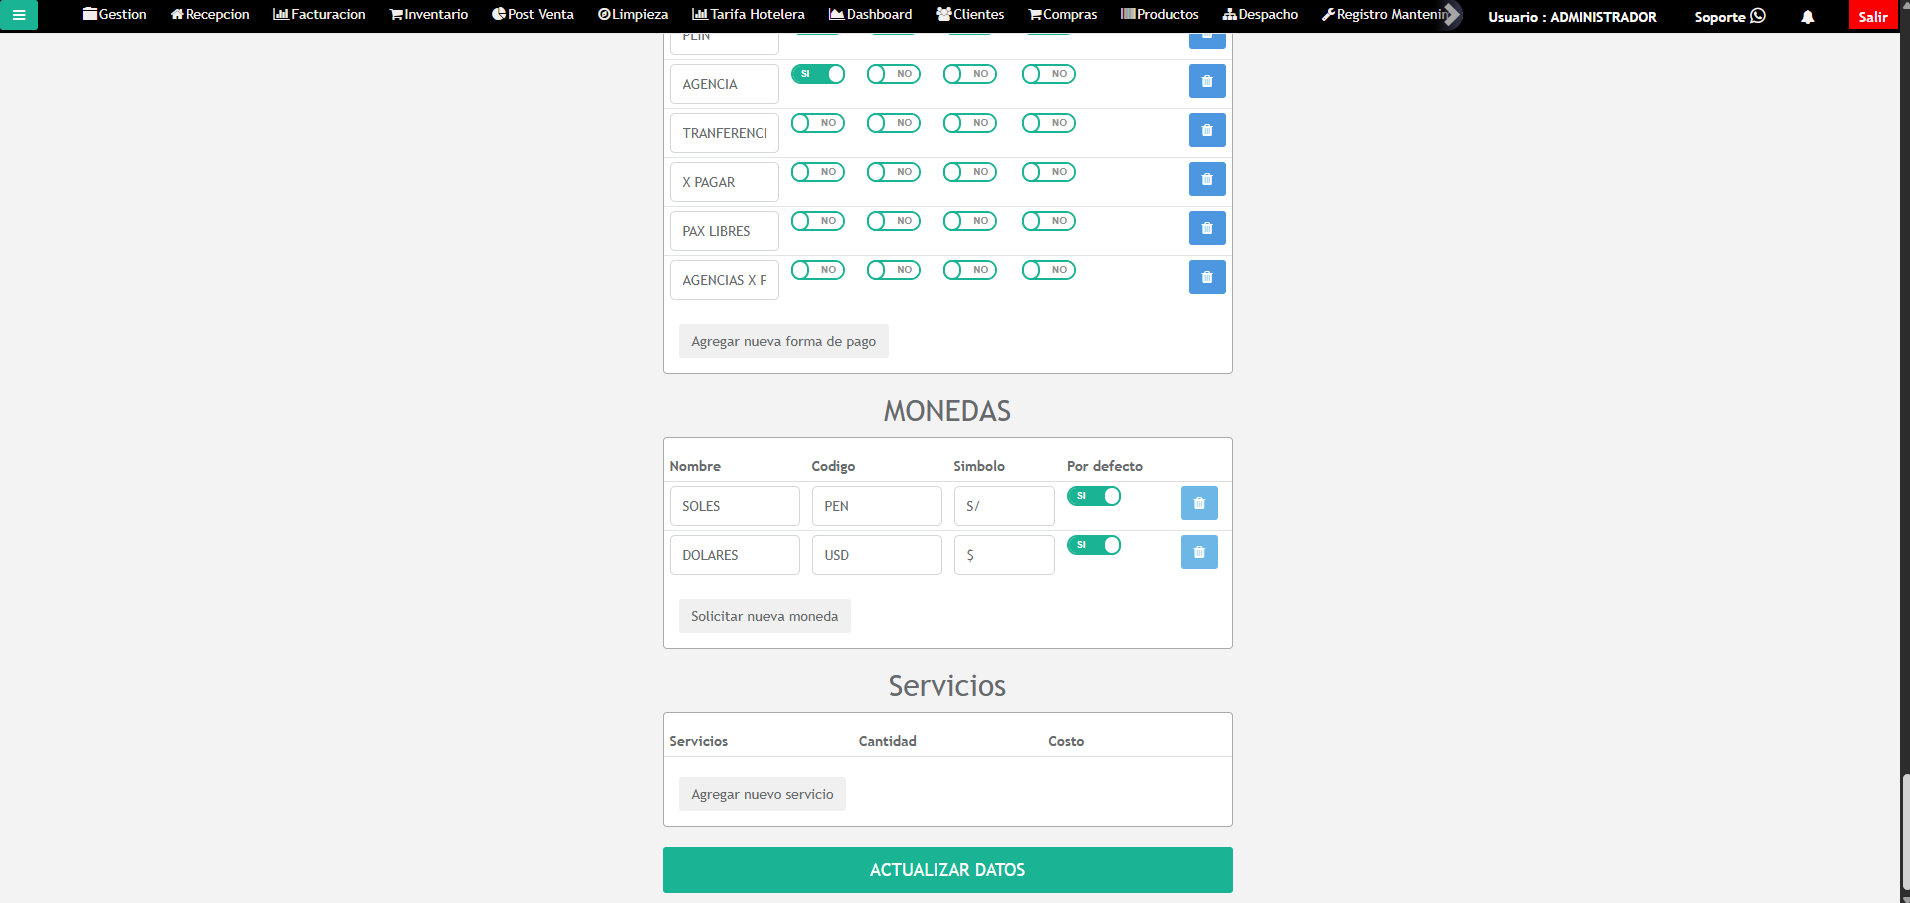 Gestion Recepcion Facturacion Inventario Post Venta Limpieza Tarifa Hotelera Dashboard Clientes Compras Productos Despacho Registro Mantenin Usuario : ADMINISTRADOR Soporte Salir
PLIN
AGENCIA SI NO NO NO
TRANFERENCI NO NO NO NO
X PAGAR NO NO NO NO
PAX LIBRES NO NO NO NO
AGENCIAS X F NO NO NO NO
Agregar nueva forma de pago
MONEDAS
Nombre Codigo Simbolo Por defecto
SOLES PEN S/ SI
DOLARES USD $ SI
Solicitar nueva moneda
Servicios
Servicios Cantidad Costo
Agregar nuevo servicio
ACTUALIZAR DATOS